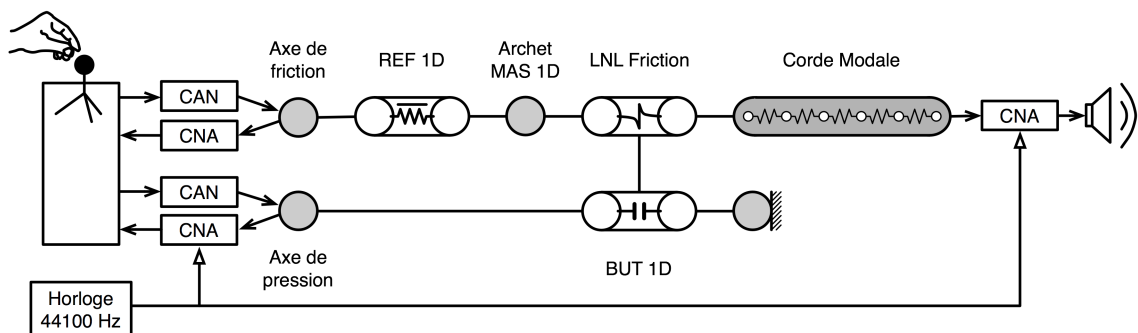 Axe de
friction
REF 1D
Archet
MAS 1D
LNL Friction
Corde Modale
CAN
CNA
CNA
CAN
CNA
Axe de
pression
BUT 1D
Horloge
44100 Hz